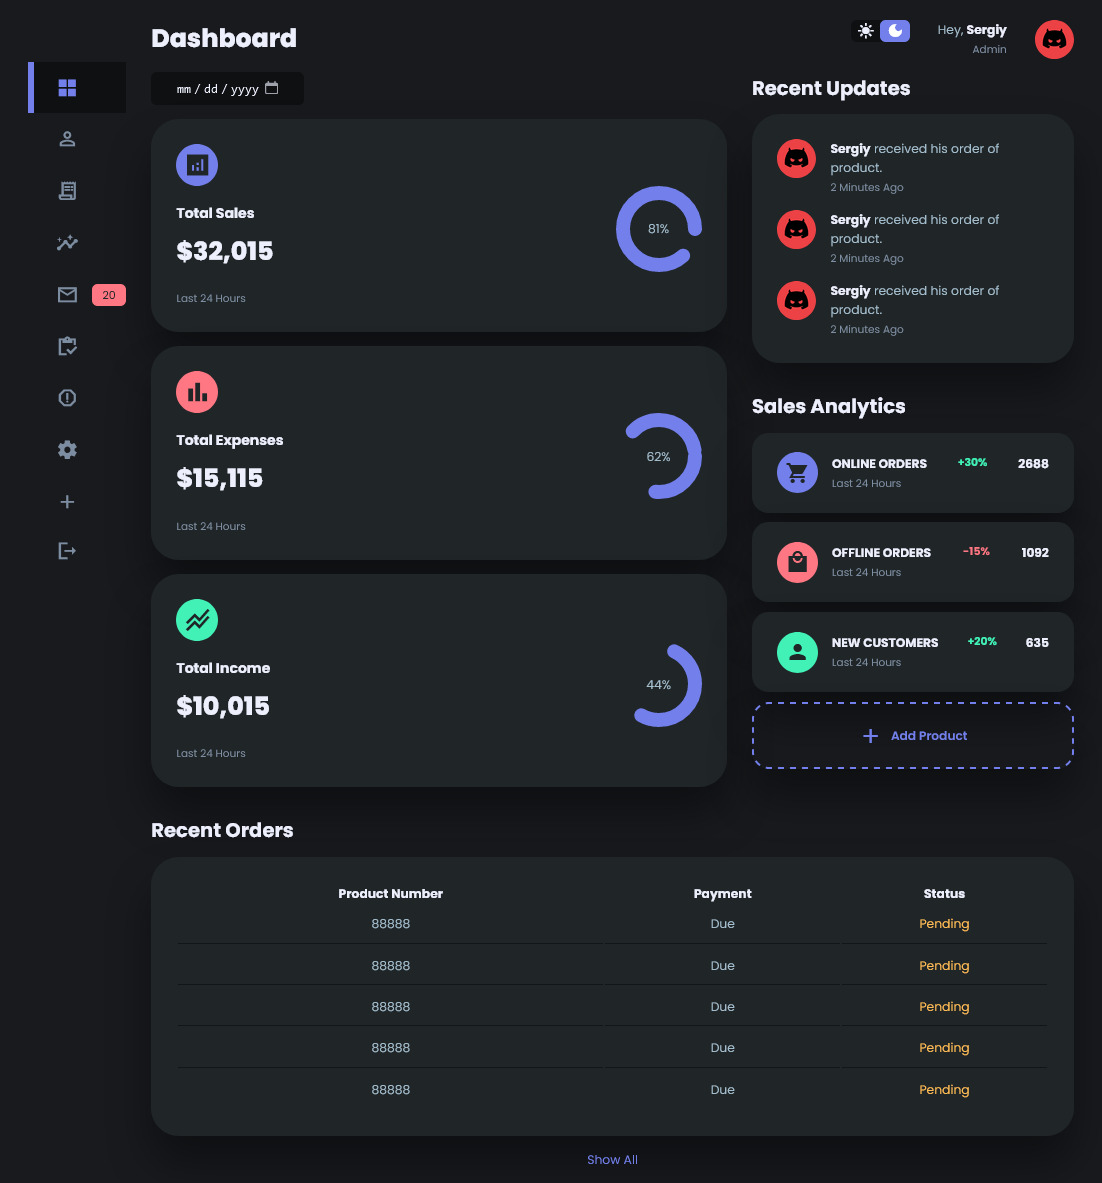 Dashboard
Hey, Sergiy
Admin
mm / dd / yyyy
Total Sales
$32,015
81%
Last 24 Hours
20
Total Expenses
$15,115
62%
Last 24 Hours
Total Income
$10,015
44%
Last 24 Hours
Recent Updates
Sergiy received his order of
product.
2 Minutes Ago
Sergiy received his order of
product.
2 Minutes Ago
Sergiy received his order of
product.
2 Minutes Ago
Sales Analytics
ONLINE ORDERS +30% 2688
Last 24 Hours
OFFLINE ORDERS -15% 1092
Last 24 Hours
NEW CUSTOMERS +20% 635
Last 24 Hours
Add Product
Recent Orders
Product Number Payment Status
88888 Due Pending
88888 Due Pending
88888 Due Pending
88888 Due Pending
88888 Due Pending
Show All